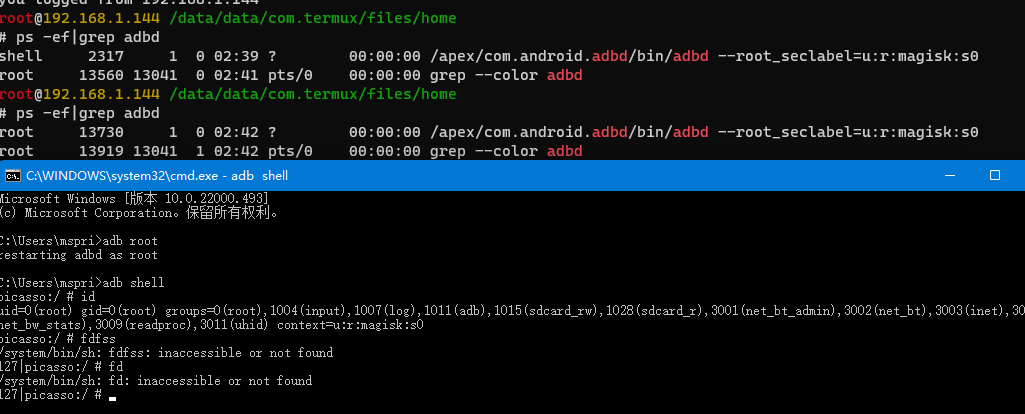 you logged from 192.168.1.144
root@192.168.1.144 /data/data/com.termux/files/home
# ps -ef|grep adbd
shell     2317      1  0 02:39 ?        00:00:00 /apex/com.android.adbd/bin/adbd --root_seclabel=u:r:magisk:s0
root     13560  13041  0 02:41 pts/0    00:00:00 grep --color adbd
root@192.168.1.144 /data/data/com.termux/files/home
# ps -ef|grep adbd
root     13730      1  0 02:42 ?        00:00:00 /apex/com.android.adbd/bin/adbd --root_seclabel=u:r:magisk:s0
root     13919  13041  1 02:42 pts/0    00:00:00 grep --color adbd
C:\WINDOWS\system32\cmd.exe - adb  shell
Microsoft Windows [版本 10.0.22000.493]
(c) Microsoft Corporation。保留所有权利。
C:\Users\mspri>adb root
restarting adbd as root
C:\Users\mspri>adb shell
picasso:/ # id
uid=0(root) gid=0(root) groups=0(root),1004(input),1007(log),1011(adb),1015(sdcard_rw),1028(sdcard_r),3001(net_bt_admin),3002(net_bt),3003(inet),30
net_bw_stats),3009(readproc),3011(uhid) context=u:r:magisk:s0
picasso:/ # fdfss
/system/bin/sh: fdfss: inaccessible or not found
127|picasso:/ # fd
/system/bin/sh: fd: inaccessible or not found
127|picasso:/ #